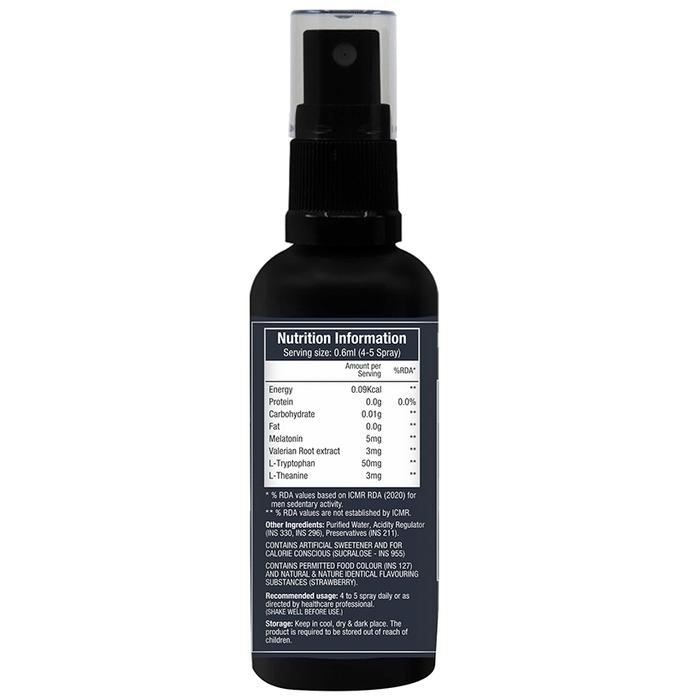 Nutrition Information
Serving size: 0.6ml (4-5 Spray)
Amount per
Serving %RDA*
Energy 0.09Kcal **
Protein 0.0g 0.0%
Carbohydrate 0.01g **
Fat 0.0g **
Melatonin 5mg **
Valerian Root extract 3mg **
L-Tryptophan 50mg **
L-Theanine 3mg **
* % RDA values based on ICMR RDA (2020) for
men sedentary activity.
** % RDA values are not established by ICMR.
Other Ingredients: Purified Water, Acidity Regulator
(INS 330, INS 296), Preservatives (INS 211).
CONTAINS ARTIFICIAL SWEETENER AND FOR
CALORIE CONSCIOUS (SUCRALOSE - INS 955)
CONTAINS PERMITTED FOOD COLOUR (INS 127)
AND NATURAL & NATURE IDENTICAL FLAVOURING
SUBSTANCES (STRAWBERRY).
Recommended usage: 4 to 5 spray daily or as
directed by healthcare professional.
(SHAKE WELL BEFORE USE.)
Storage: Keep in cool, dry & dark place. The
product is required to be stored out of reach of
children.